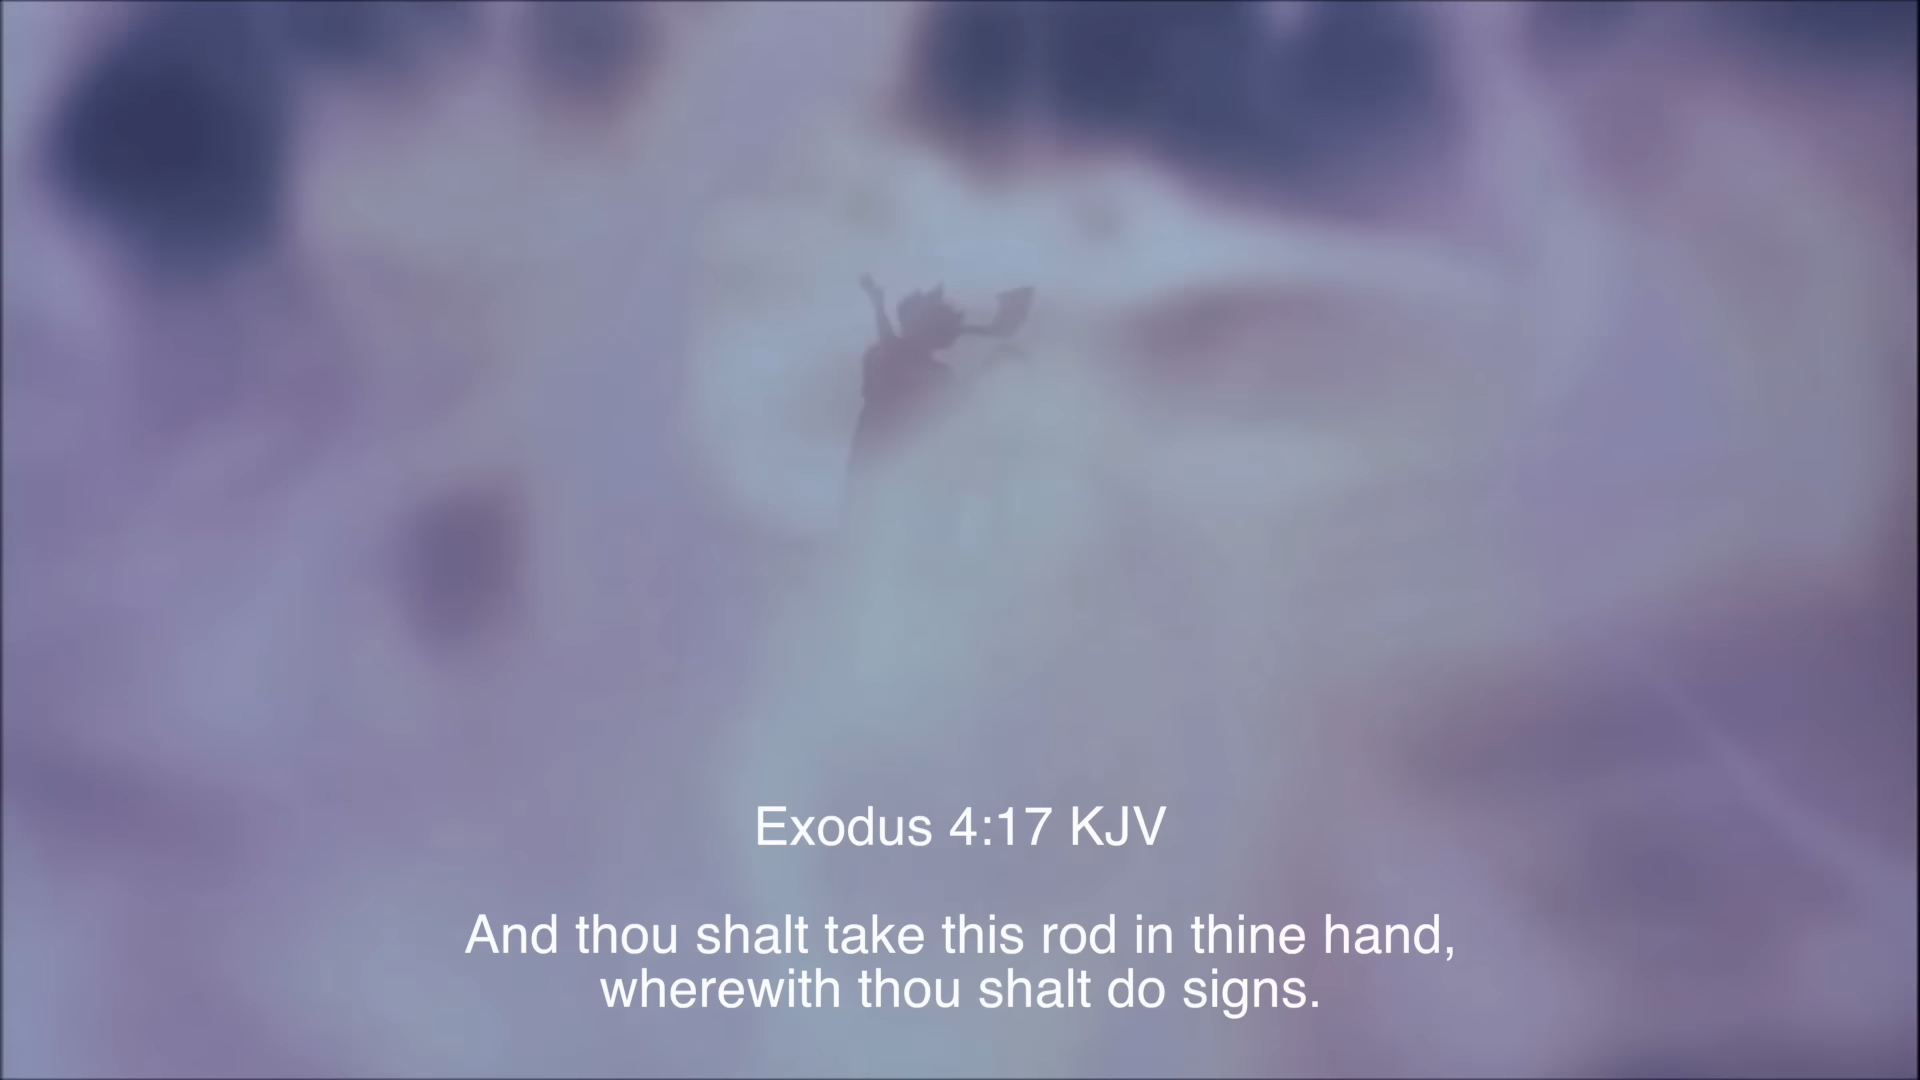 Exodus 4:17 KJV
And thou shalt take this rod in thine hand,
wherewith thou shalt do signs.